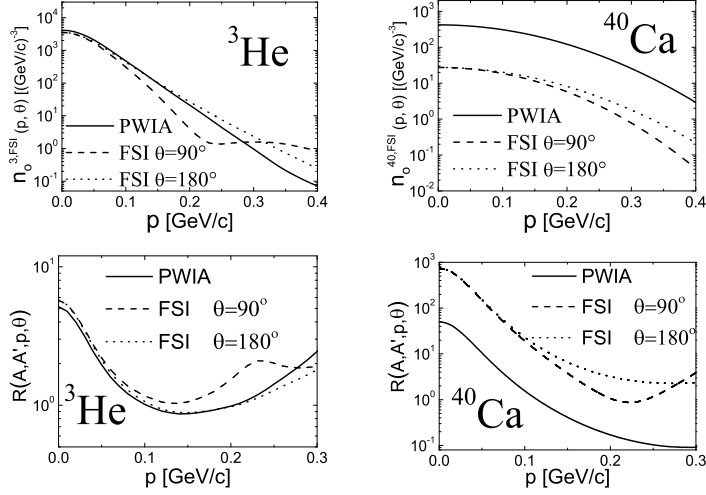 10^4
10^3
10^2
10^1
10^0
10^-1
n_o^3,FSI (p, θ) [(GeV/c)^-3]
^3He
PWIA
FSI θ=90°
FSI θ=180°
0.0 0.1 0.2 0.3 0.4
p [GeV/c]
10^3
10^2
10^1
10^0
10^-1
10^-2
n_o^40,FSI (p, θ) [(GeV/c)^-3]
^40Ca
PWIA
FSI θ=90°
FSI θ=180°
0.0 0.1 0.2 0.3 0.4
p [GeV/c]
10^1
10^0
R(A,A',p,θ)
PWIA
FSI θ=90°
FSI θ=180°
^3He
0.0 0.1 0.2 0.3
p [GeV/c]
10^3
10^2
10^1
10^0
10^-1
R(A,A',p,θ)
PWIA
FSI θ=90°
FSI θ=180°
^40Ca
0.0 0.1 0.2 0.3
p [GeV/c]